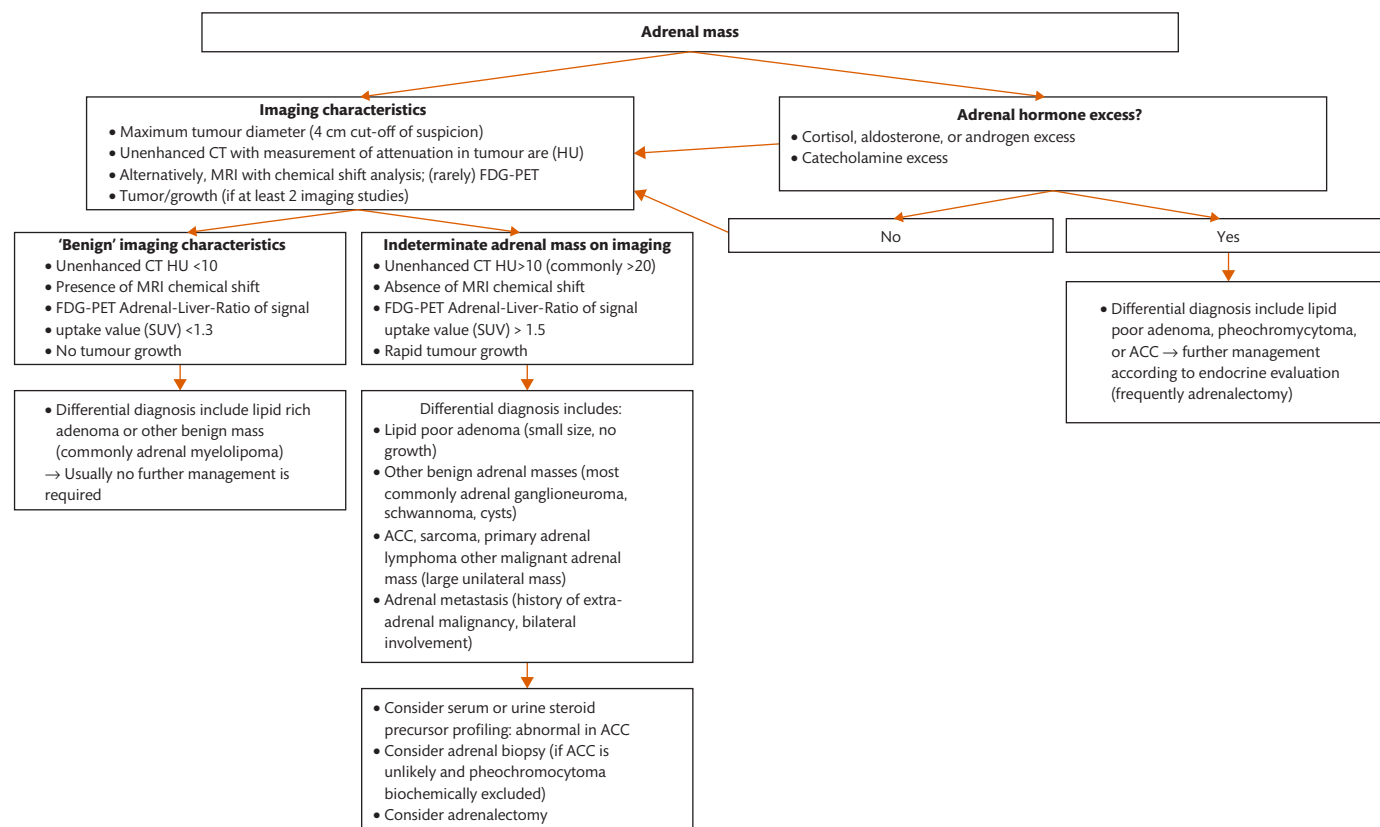 Adrenal mass
Imaging characteristics
• Maximum tumour diameter (4 cm cut-off of suspicion)
• Unenhanced CT with measurement of attenuation in tumour are (HU)
• Alternatively, MRI with chemical shift analysis; (rarely) FDG-PET
• Tumor/growth (if at least 2 imaging studies)
Adrenal hormone excess?
• Cortisol, aldosterone, or androgen excess
• Catecholamine excess
No
Yes
'Benign' imaging characteristics
• Unenhanced CT HU <10
• Presence of MRI chemical shift
• FDG-PET Adrenal-Liver-Ratio of signal
• uptake value (SUV) <1.3
• No tumour growth
Indeterminate adrenal mass on imaging
• Unenhanced CT HU>10 (commonly >20)
• Absence of MRI chemical shift
• FDG-PET Adrenal-Liver-Ratio of signal
uptake value (SUV) > 1.5
• Rapid tumour growth
• Differential diagnosis include lipid
poor adenoma, pheochromycytoma,
or ACC → further management
according to endocrine evaluation
(frequently adrenalectomy)
• Differential diagnosis include lipid rich
adenoma or other benign mass
(commonly adrenal myelolipoma)
→ Usually no further management is
required
Differential diagnosis includes:
• Lipid poor adenoma (small size, no
growth)
• Other benign adrenal masses (most
commonly adrenal ganglioneuroma,
schwannoma, cysts)
• ACC, sarcoma, primary adrenal
lymphoma other malignant adrenal
mass (large unilateral mass)
• Adrenal metastasis (history of extra-
adrenal malignancy, bilateral
involvement)
• Consider serum or urine steroid
precursor profiling: abnormal in ACC
• Consider adrenal biopsy (if ACC is
unlikely and pheochromocytoma
biochemically excluded)
• Consider adrenalectomy